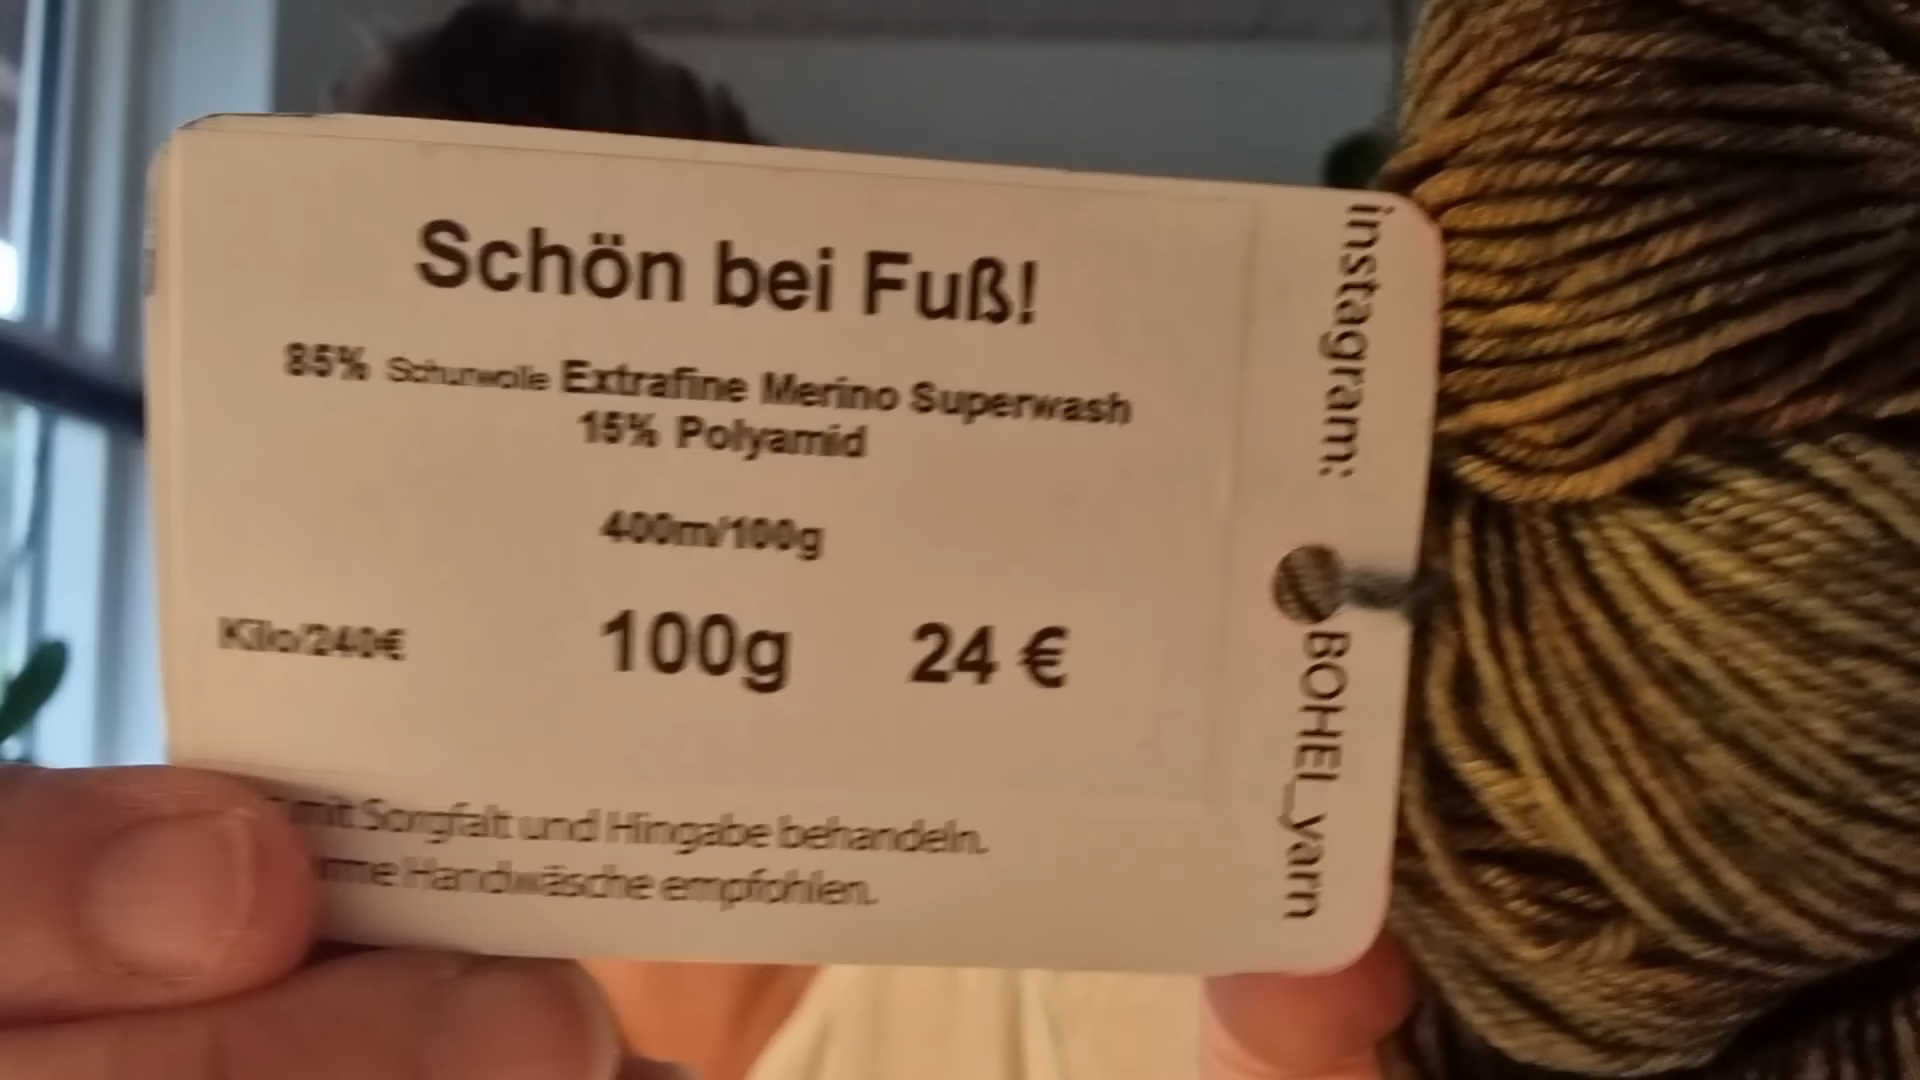 Schön bei Fuß!
85% Schurwolle Extrafine Merino Superwash
15% Polyamid
400m/100g
Kilo/240€ 100g 24 €
mit Sorgfalt und Hingabe behandeln.
Handwäsche empfohlen.
instagram: BOHEI_yarn